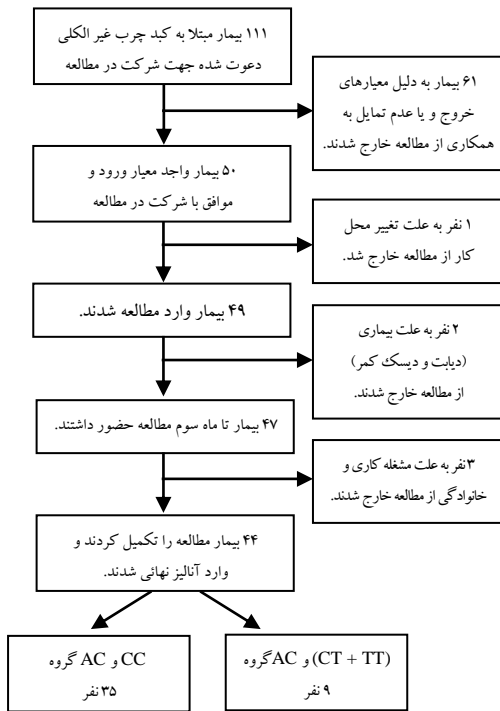 ۱۱۱ بیمار مبتلا به کبد چرب غیر الکلی
دعوت شده جهت شرکت در مطالعه
۶۱ بیمار به دلیل معیارهای
خروج و یا عدم تمایل به
همکاری از مطالعه خارج شدند.
۵۰ بیمار واجد معیار ورود و
موافق با شرکت در مطالعه
۱ نفر به علت تغییر محل
کار از مطالعه خارج شد.
۴۹ بیمار وارد مطالعه شدند.
۲ نفر به علت بیماری
(دیابت و دیسک کمر)
از مطالعه خارج شدند.
۴۷ بیمار تا ماه سوم مطالعه حضور داشتند.
۳ نفر به علت مشغله کاری و
خانوادگی از مطالعه خارج شدند.
۴۴ بیمار مطالعه را تکمیل کردند و
وارد آنالیز نهائی شدند.
گروه AC و (CT + TT)
۹ نفر
گروه AC و CC
۳۵ نفر